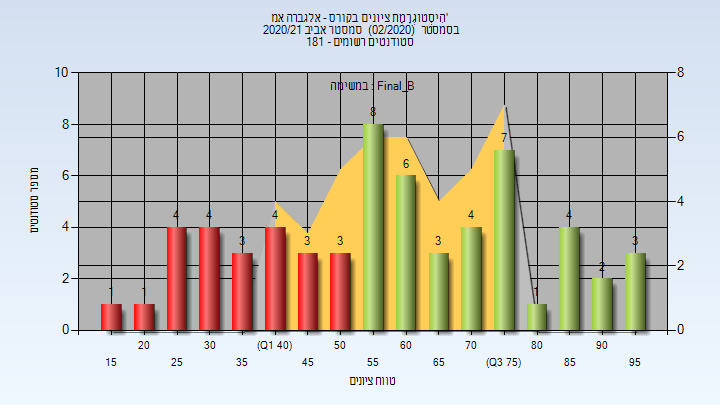 היסְטוֹגְרָמַת ציונים בקורס - אלגברה אמ'
בסמסטר (02/2020) סמסטר אביב 2020/21
סטודנטים רשומים - 181
במשימה : Final_B
מספר סטודנטים
10
8
6
4
2
0
8
6
4
2
0
1 1 4 4 3 4 3 3 8 6 3 4 7 1 4 2 3
20 30 (Q1 40) 50 60 70 80 90
15 25 35 45 55 65 (Q3 75) 85 95
טווח ציונים